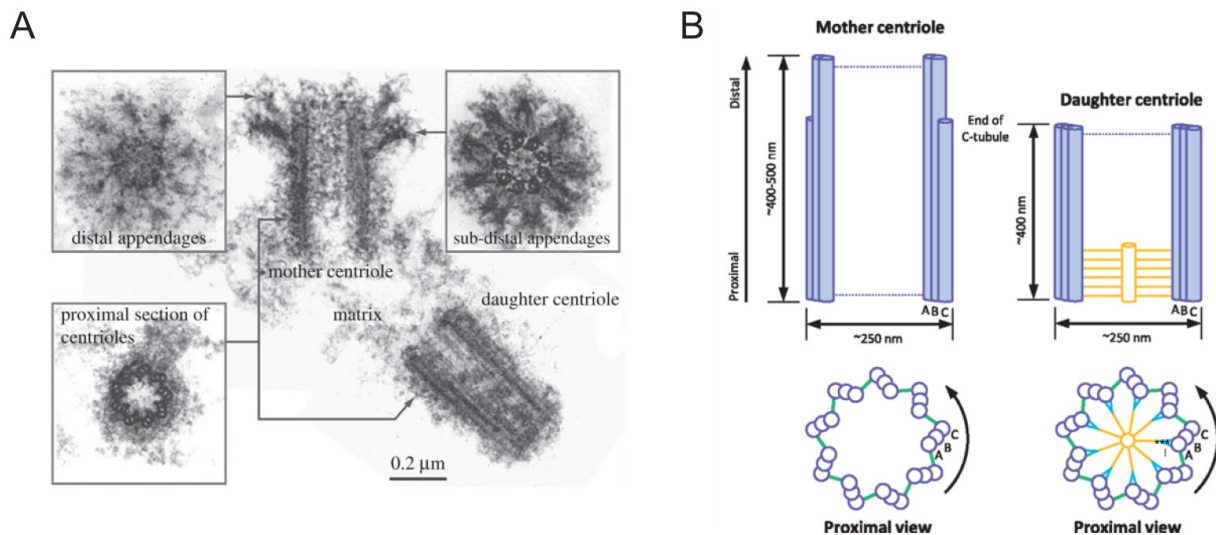 A
distal appendages
sub-distal appendages
mother centriole
proximal section of
centrioles
matrix
daughter centriole
0.2 μm
B
Mother centriole
Distal
Proximal
~400-500 nm
End of
C-tubule
A B C
~250 nm
Daughter centriole
~400 nm
A B C
~250 nm
C
B
A
Proximal view
***
I
C
B
A
Proximal view